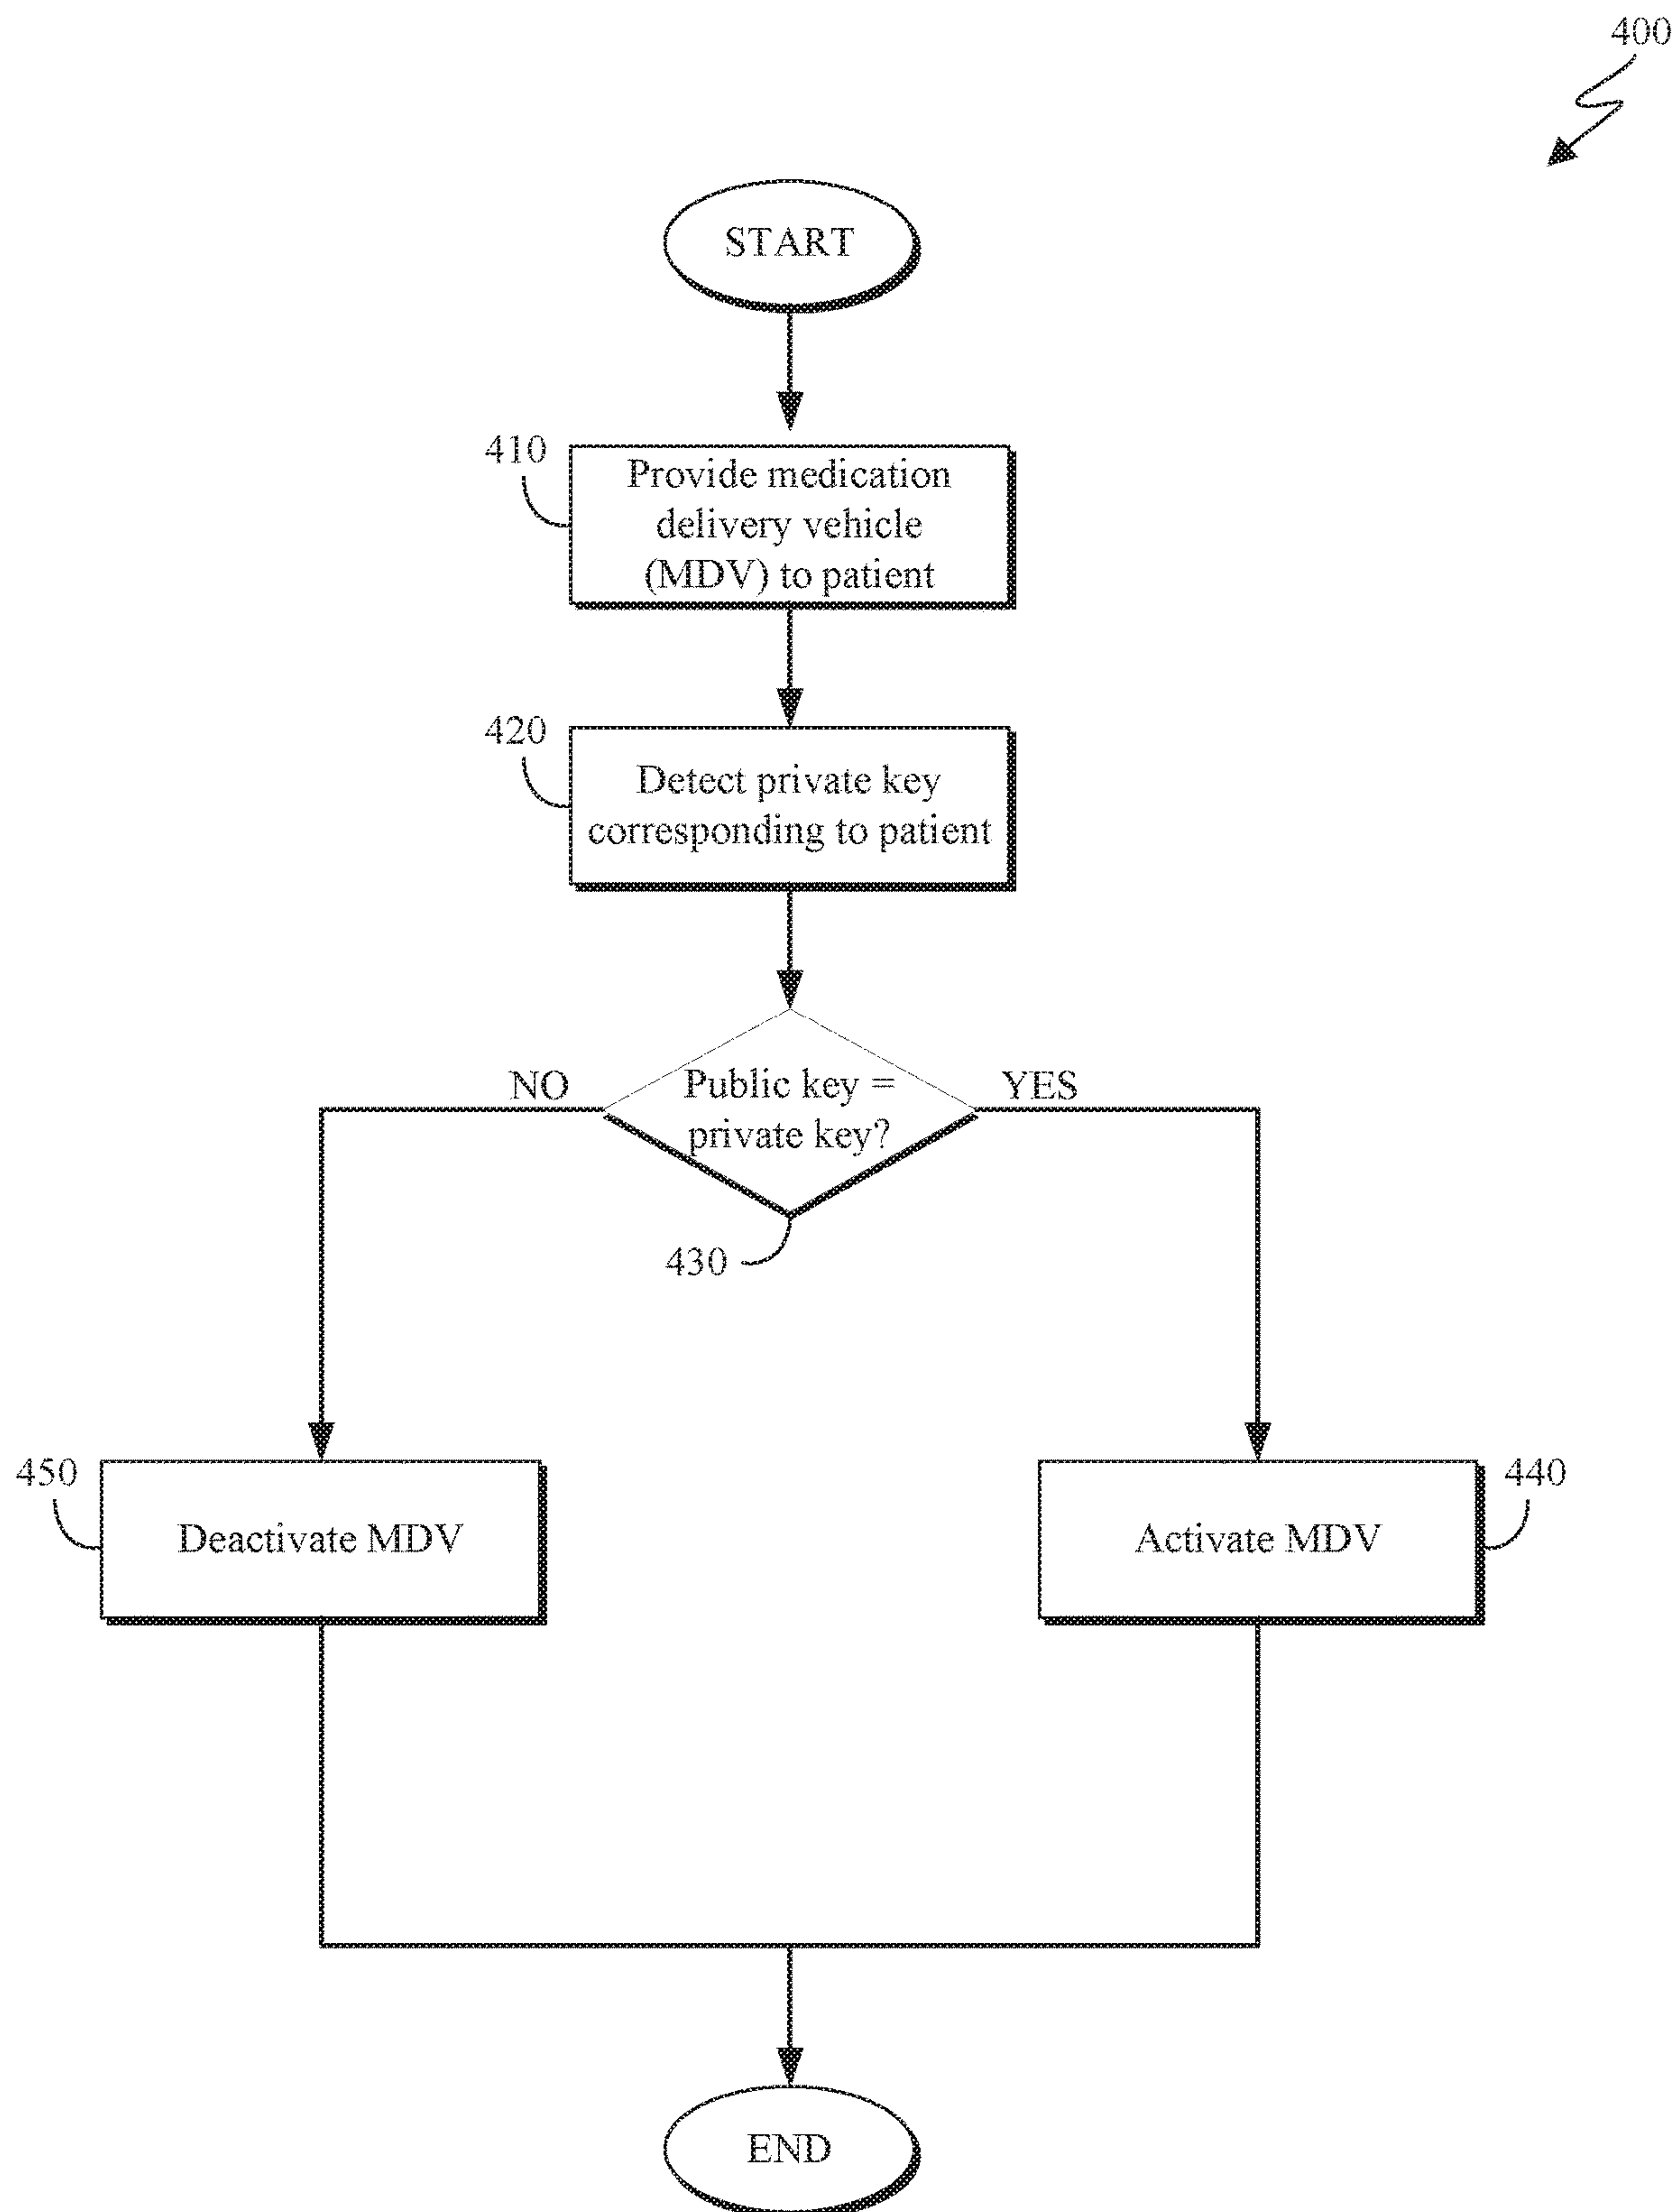 400
START
410
Provide medication
delivery vehicle
(MDV) to patient
420
Detect private key
corresponding to patient
NO
Public key =
private key?
YES
430
450
Deactivate MDV
Activate MDV
440
END